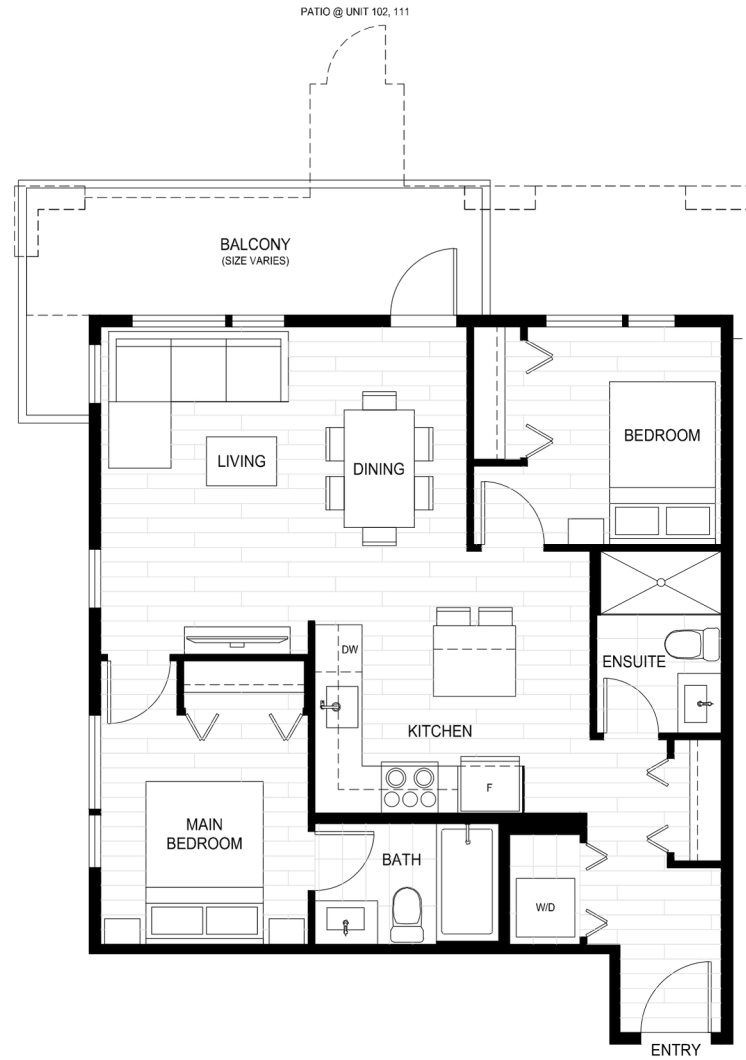 PATIO @ UNIT 102, 111
BALCONY
(SIZE VARIES)
BEDROOM
LIVING
DINING
DW
ENSUITE
KITCHEN
F
MAIN
BEDROOM
BATH
W/D
ENTRY